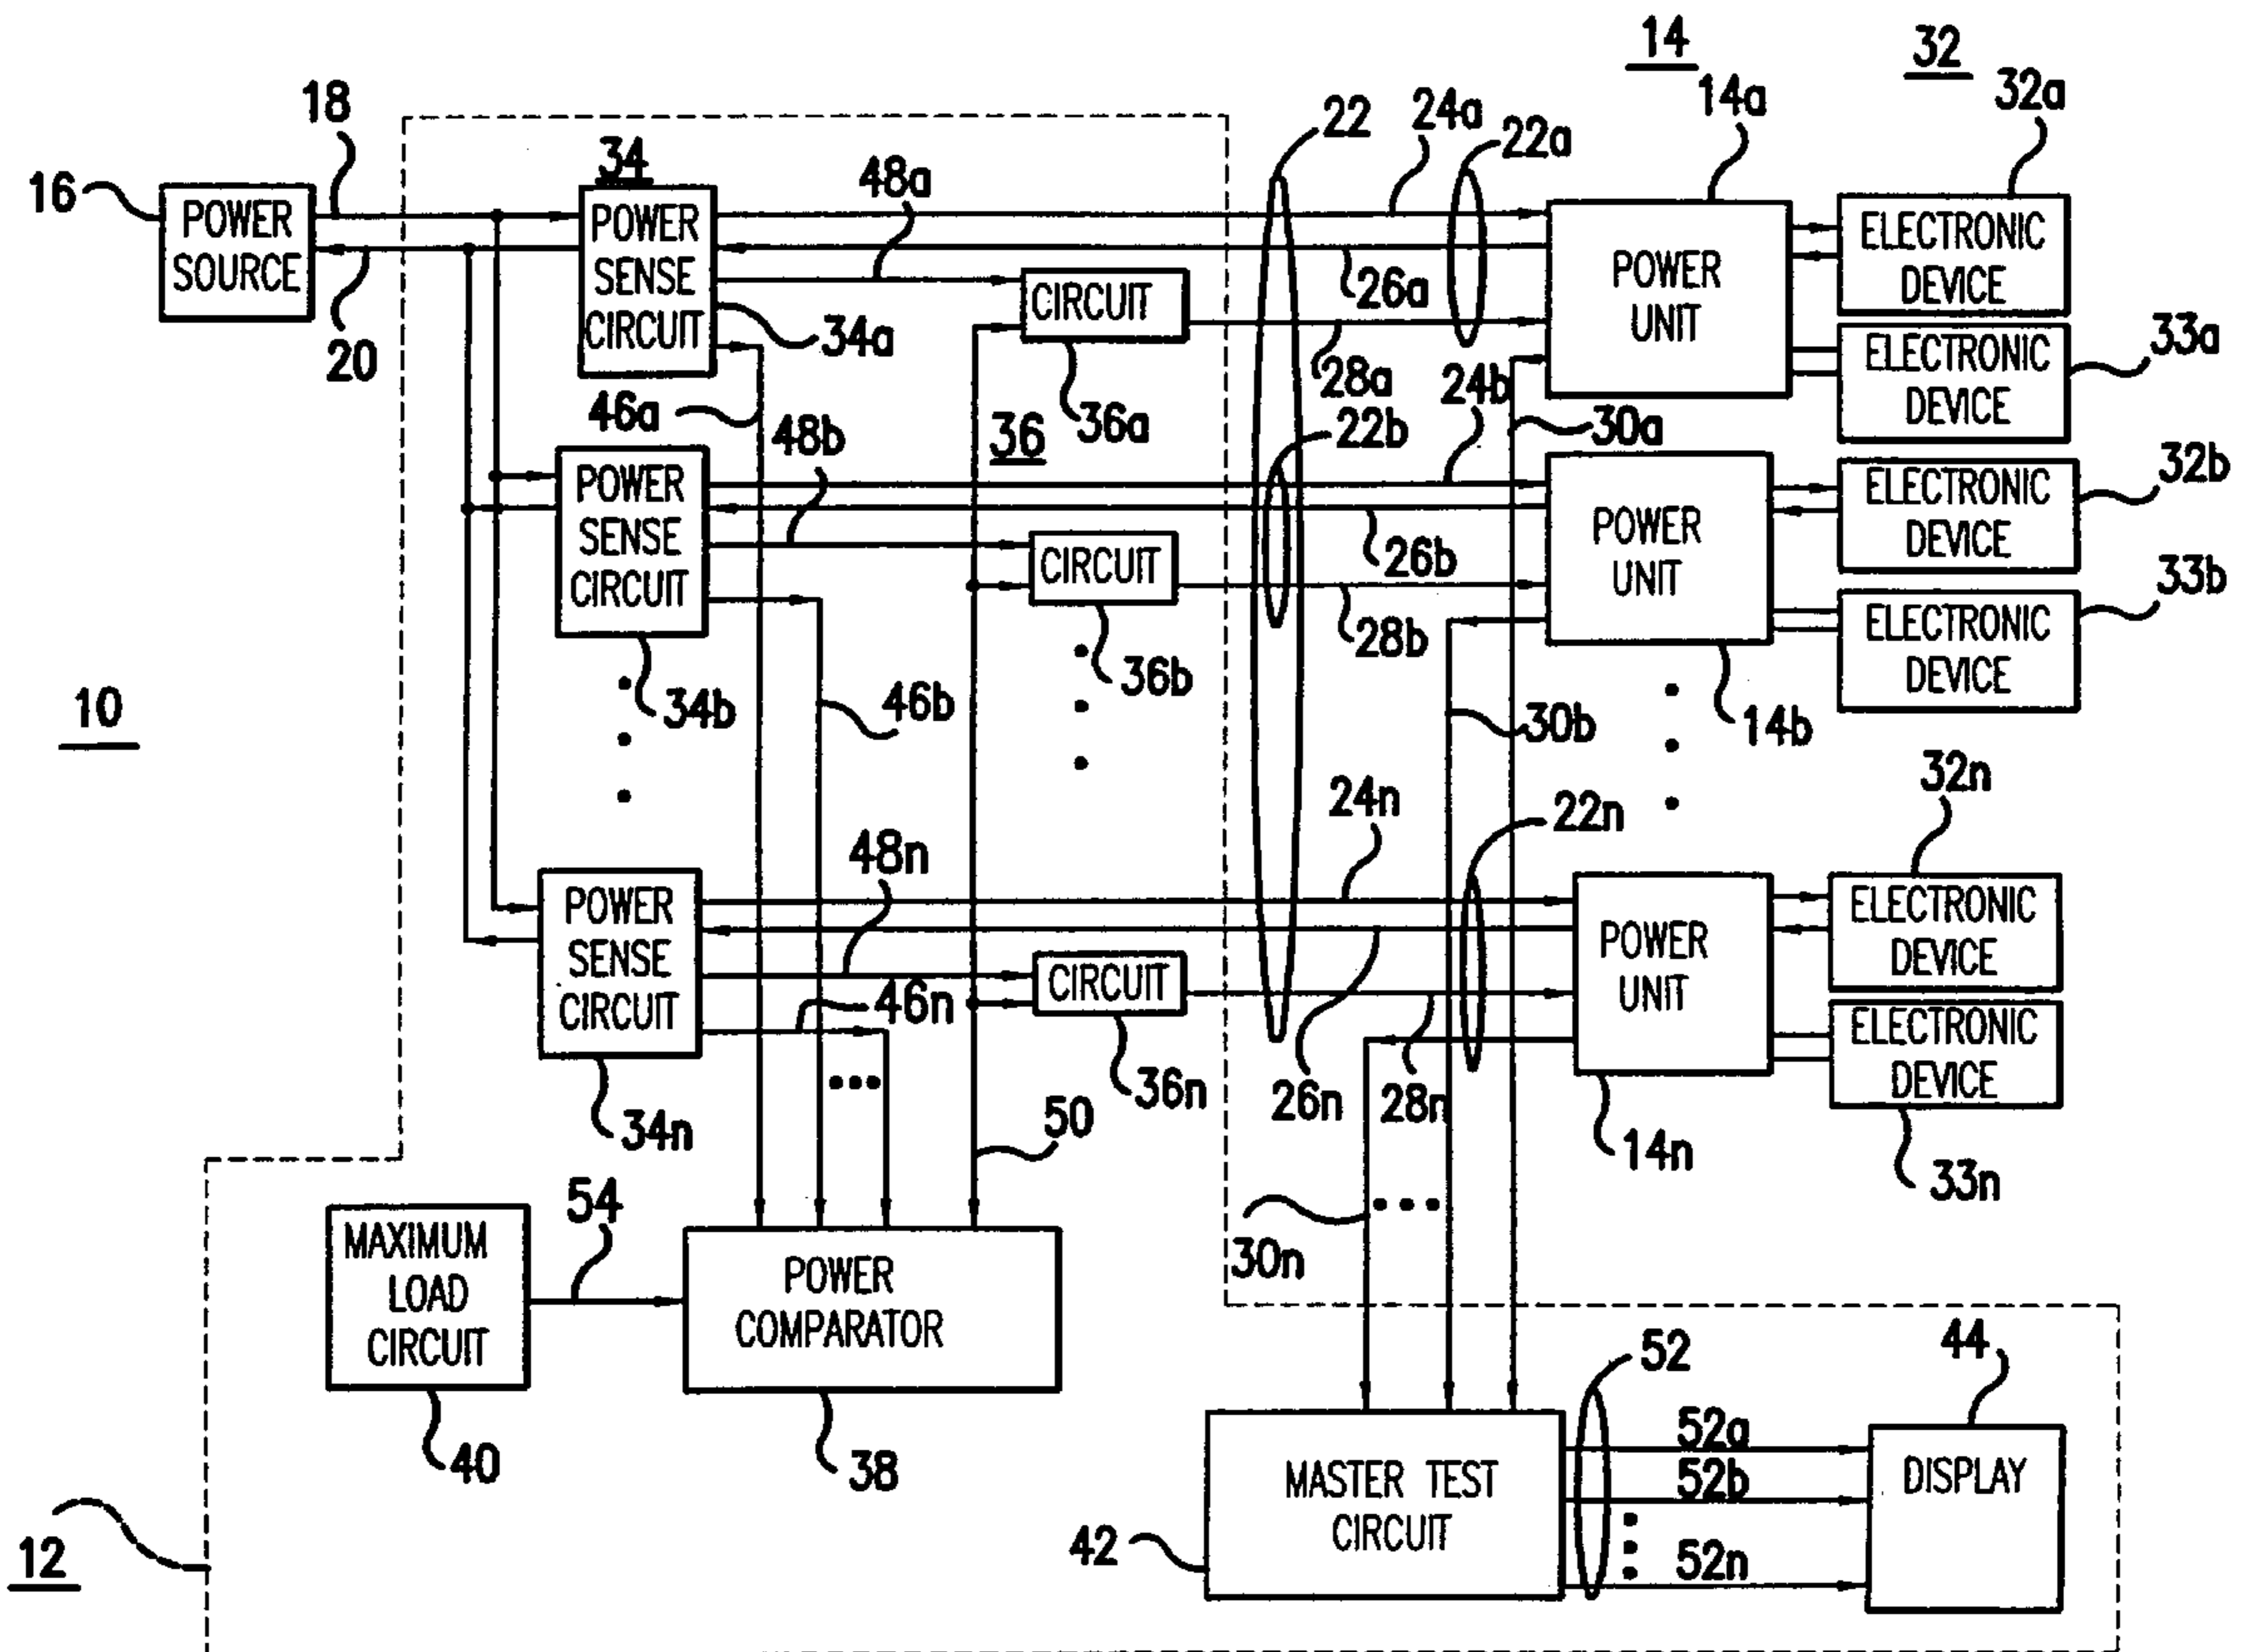 14
32
18
22
24a
22a
14a
32a
16
POWER
SOURCE
34
POWER
SENSE
CIRCUIT
48a
20
34a
CIRCUIT
26a
28a
36a
POWER
UNIT
ELECTRONIC
DEVICE
ELECTRONIC
DEVICE
33a
46a
48b
36
22b
24b
30a
POWER
SENSE
CIRCUIT
CIRCUIT
26b
28b
36b
POWER
UNIT
ELECTRONIC
DEVICE
32b
ELECTRONIC
DEVICE
33b
10
34b
46b
30b
14b
32n
24n
22n
48n
POWER
SENSE
CIRCUIT
46n
CIRCUIT
POWER
UNIT
ELECTRONIC
DEVICE
ELECTRONIC
DEVICE
34n
50
36n
26n
28n
14n
33n
54
30n
MAXIMUM
LOAD
CIRCUIT
POWER
COMPARATOR
40
38
52
44
12
42
MASTER TEST
CIRCUIT
52a
52b
52n
DISPLAY